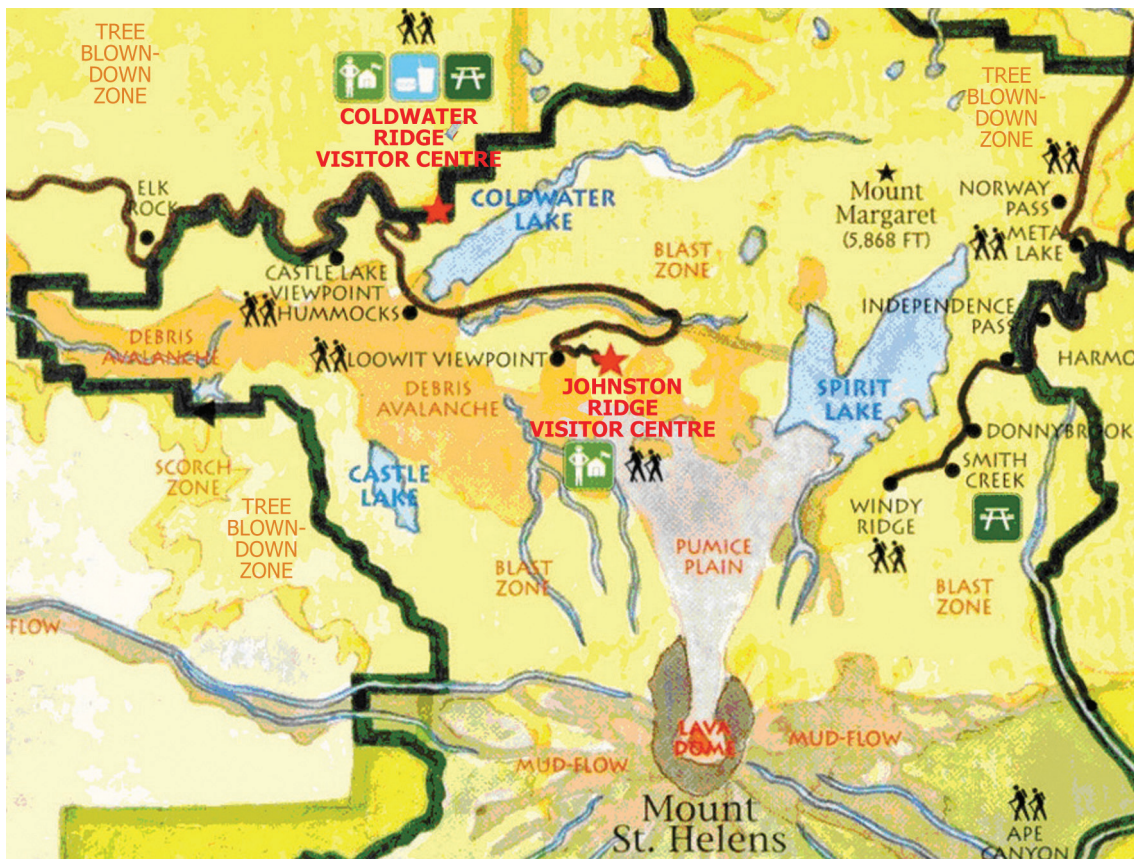 TREE
BLOWN-
DOWN
ZONE
COLDWATER
RIDGE
VISITOR CENTRE
TREE
BLOWN-
DOWN
ZONE
ELK
ROCK
COLDWATER
LAKE
Mount
Margaret
(5,868 FT)
NORWAY
PASS
META
LAKE
BLAST
ZONE
CASTLE LAKE
VIEWPOINT
HUMMOCKS
INDEPENDENCE
PASS
DEBRIS
AVALANCHE
LOOWIT VIEWPOINT
HARMO
DEBRIS
AVALANCHE
JOHNSTON
RIDGE
VISITOR CENTRE
SPIRIT
LAKE
DONNYBROOK
SMITH
CREEK
SCORCH
ZONE
CASTLE
LAKE
WINDY
RIDGE
TREE
BLOWN-
DOWN
ZONE
PUMICE
PLAIN
BLAST
ZONE
BLAST
ZONE
-FLOW
LAVA
DOME
MUD-FLOW
MUD-FLOW
Mount
St. Helens
APE
CANYON